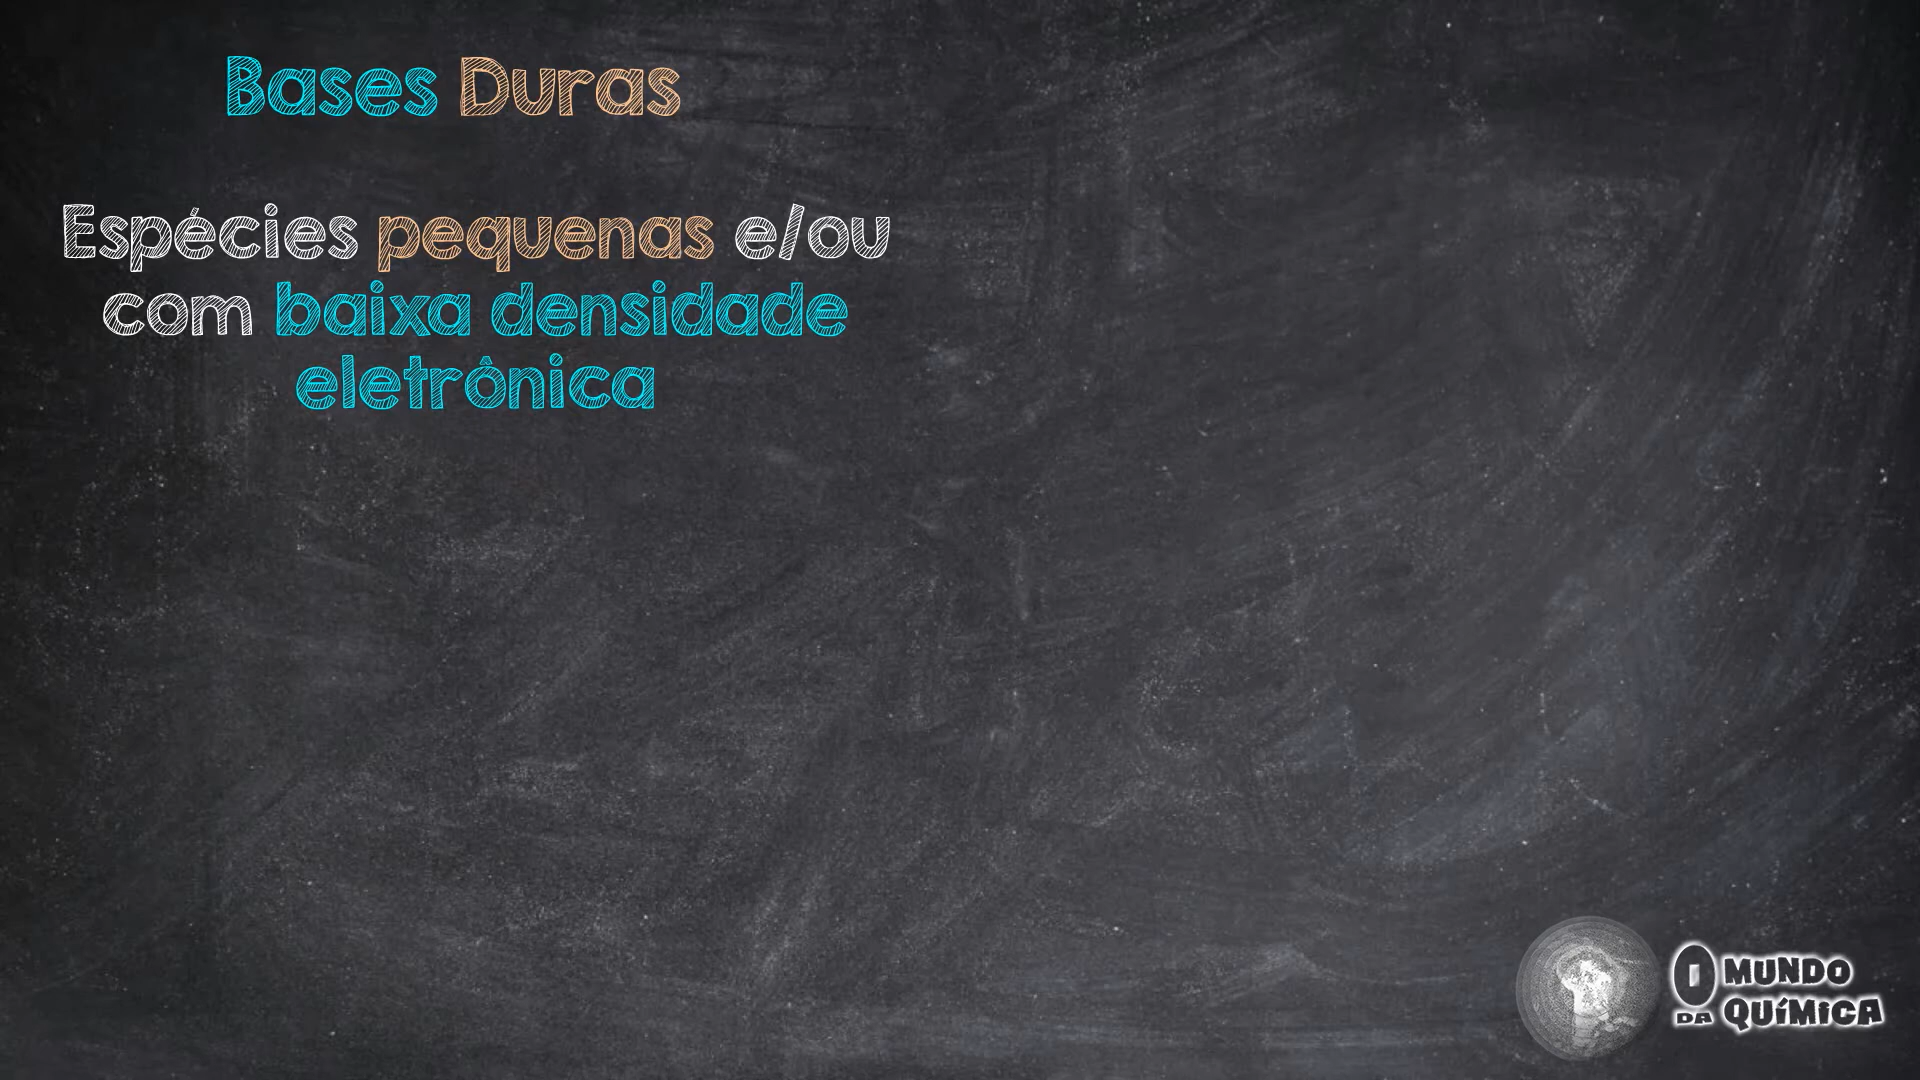 Bases Duras
Espécies pequenas e/ou
com baixa densidade
eletrônica
O MUNDO
DA QUÍMICA